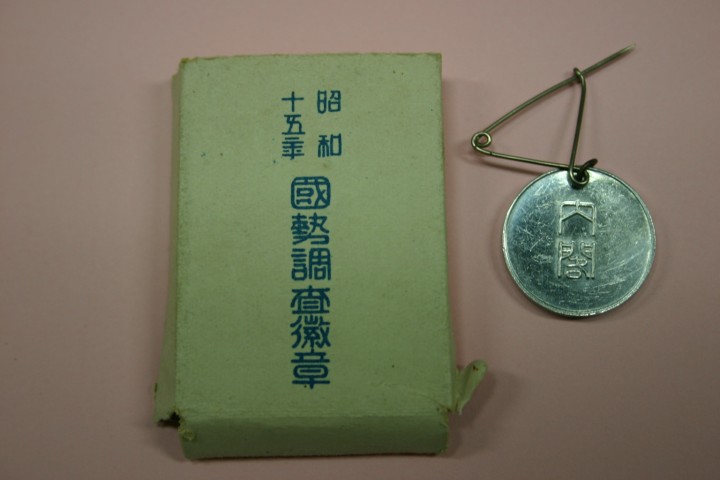 昭和
十五年
國勢調査徽章
内閣